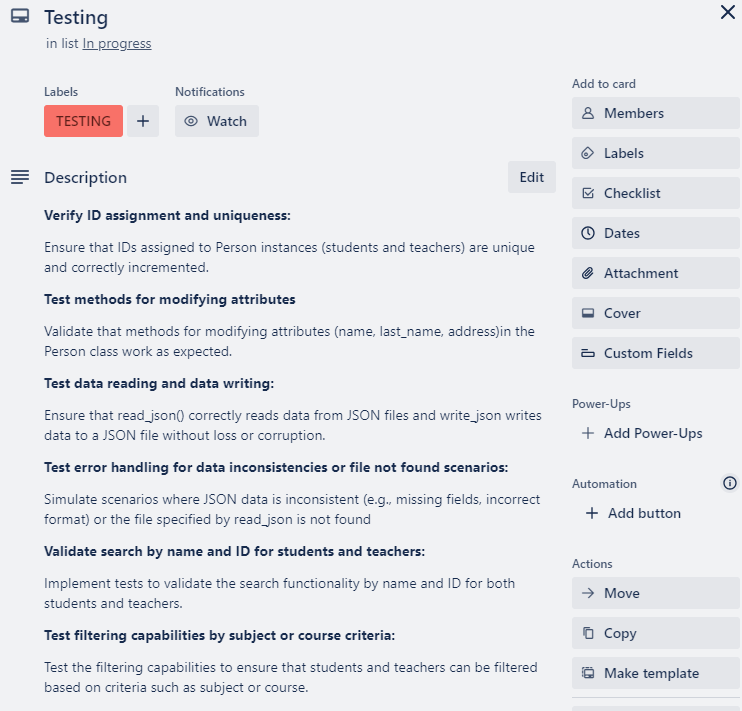 Testing
in list In progress
Labels
Notifications
TESTING
+
Watch
Description
Edit
Verify ID assignment and uniqueness:
Ensure that IDs assigned to Person instances (students and teachers) are unique
and correctly incremented.
Test methods for modifying attributes
Validate that methods for modifying attributes (name, last_name, address)in the
Person class work as expected.
Test data reading and data writing:
Ensure that read_json() correctly reads data from JSON files and write_json writes
data to a JSON file without loss or corruption.
Test error handling for data inconsistencies or file not found scenarios:
Simulate scenarios where JSON data is inconsistent (e.g., missing fields, incorrect
format) or the file specified by read_json is not found
Validate search by name and ID for students and teachers:
Implement tests to validate the search functionality by name and ID for both
students and teachers.
Test filtering capabilities by subject or course criteria:
Test the filtering capabilities to ensure that students and teachers can be filtered
based on criteria such as subject or course.
Add to card
Members
Labels
Checklist
Dates
Attachment
Cover
Custom Fields
Power-Ups
+ Add Power-Ups
Automation
+ Add button
Actions
Move
Copy
Make template